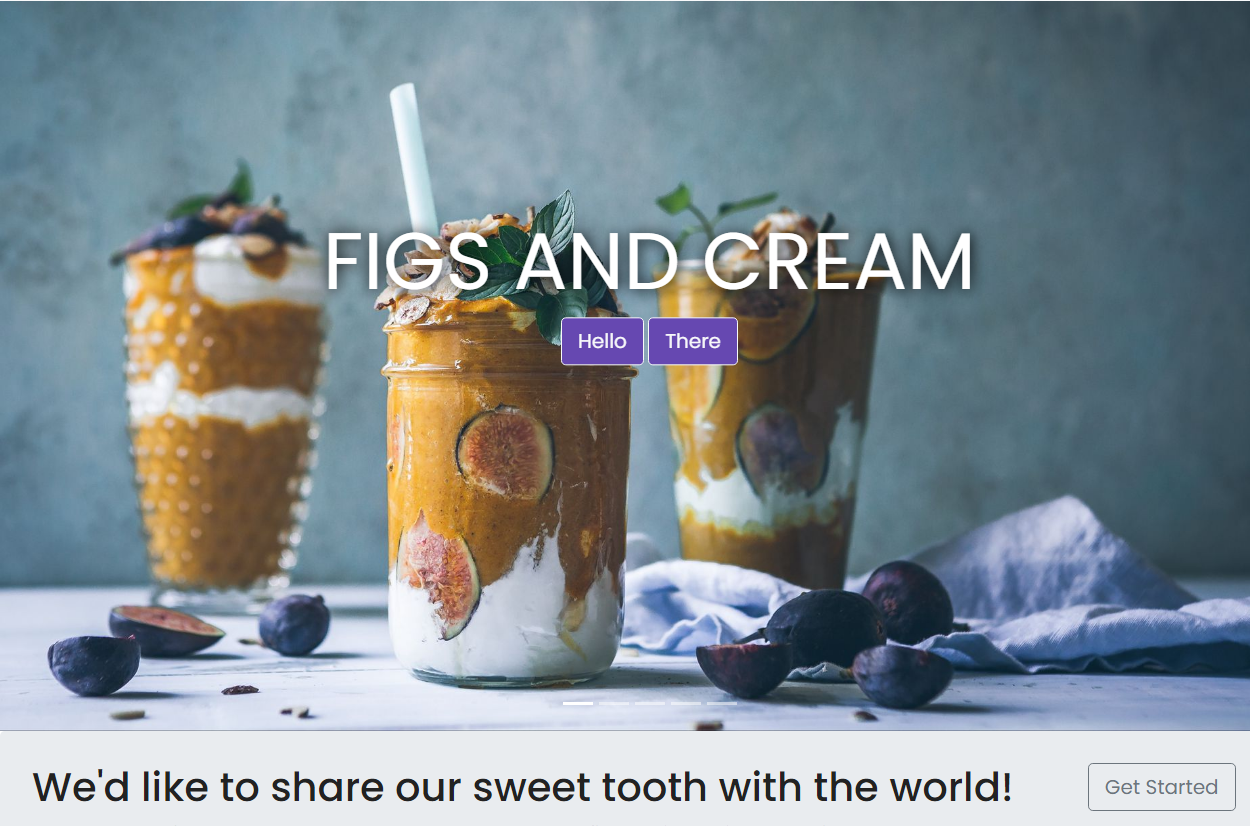 FIGS AND CREAM
Hello There
We'd like to share our sweet tooth with the world! Get Started